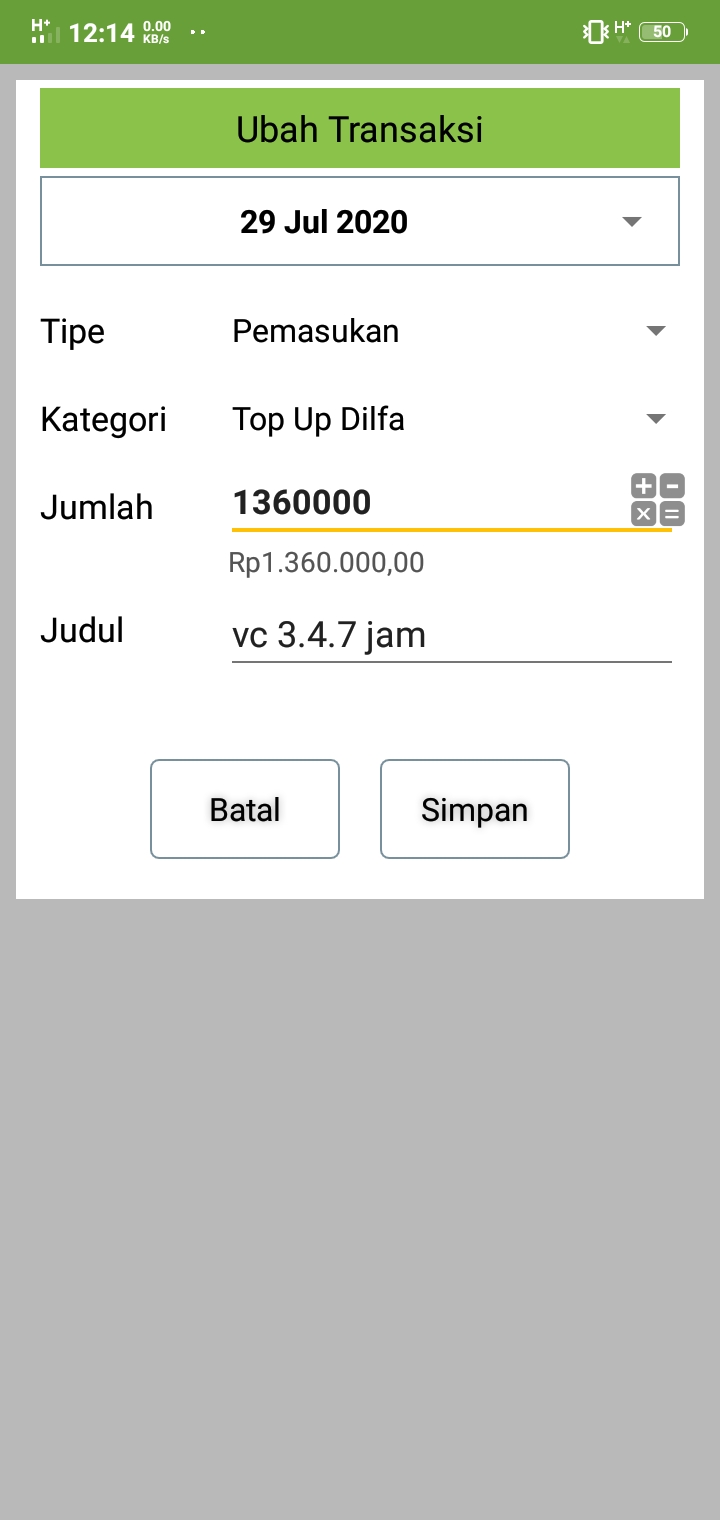 H+ 12:14 0.00 KB/s H+ 50
Ubah Transaksi
29 Jul 2020
Tipe Pemasukan
Kategori Top Up Dilfa
Jumlah 1360000
Rp1.360.000,00
Judul vc 3.4.7 jam
Batal Simpan